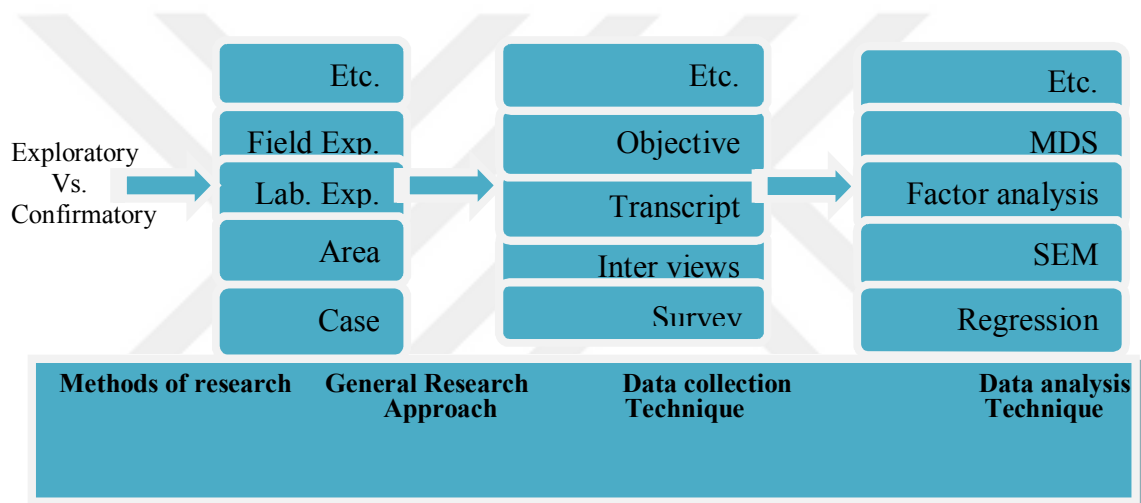 Exploratory
Vs.
Confirmatory
Etc.
Field Exp.
Lab. Exp.
Area
Case
Etc.
Objective
Transcript
Inter views
Survey
Etc.
MDS
Factor analysis
SEM
Regression
Methods of research
General Research
Approach
Data collection
Technique
Data analysis
Technique